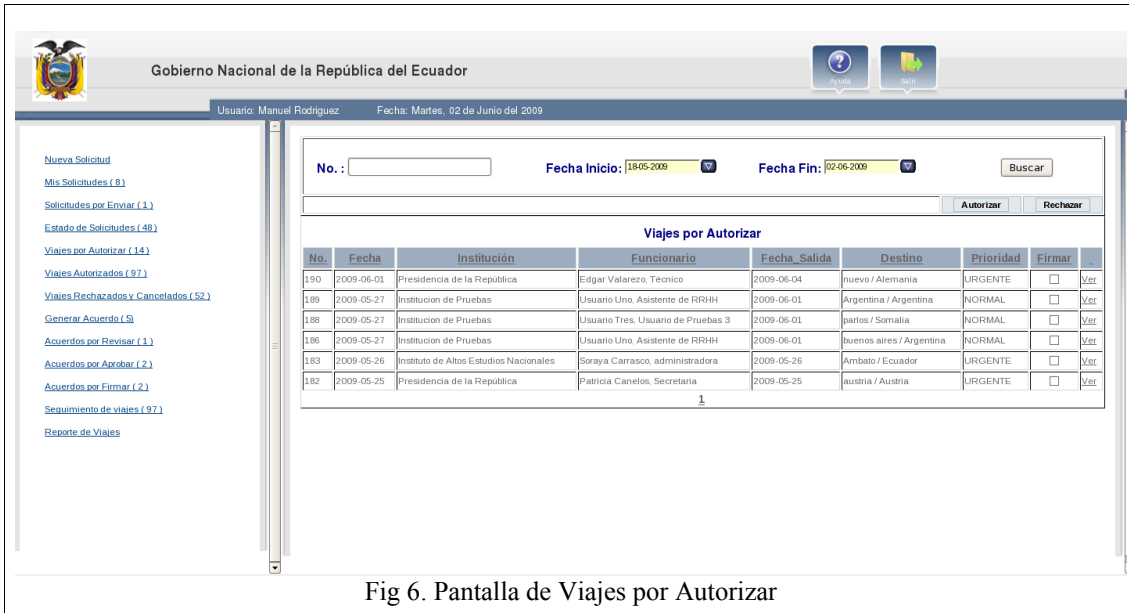 Gobierno Nacional de la República del Ecuador
Ayuda
Salir
Usuario: Manuel Rodriguez Fecha: Martes, 02 de Junio del 2009
Nueva Solicitud
Mis Solicitudes ( 8 )
Solicitudes por Enviar ( 1 )
Estado de Solicitudes ( 48 )
Viajes por Autorizar ( 14 )
Viajes Autorizados ( 97 )
Viajes Rechazados y Cancelados ( 52 )
Generar Acuerdo ( 5)
Acuerdos por Revisar ( 1 )
Acuerdos por Aprobar ( 2 )
Acuerdos por Firmar ( 2 )
Seguimiento de viajes ( 97 )
Reporte de Viajes
No. : Fecha Inicio: 18-05-2009 Fecha Fin: 02-06-2009 Buscar
Autorizar Rechazar
Viajes por Autorizar
No. Fecha Institución Funcionario Fecha_Salida Destino Prioridad Firmar .
190 2009-06-01 Presidencia de la República Edgar Valarezo, Técnico 2009-06-04 nuevo / Alemania URGENTE Ver
189 2009-05-27 Institucion de Pruebas Usuario Uno, Asistente de RRHH 2009-06-01 Argentina / Argentina NORMAL Ver
188 2009-05-27 Institucion de Pruebas Usuario Tres, Usuario de Pruebas 3 2009-06-01 parlos / Somalia NORMAL Ver
186 2009-05-27 Institucion de Pruebas Usuario Uno, Asistente de RRHH 2009-06-01 buenos aires / Argentina NORMAL Ver
183 2009-05-26 Instituto de Altos Estudios Nacionales Soraya Carrasco, administradora 2009-05-26 Ambato / Ecuador URGENTE Ver
182 2009-05-25 Presidencia de la República Patricia Canelos, Secretaria 2009-05-25 austria / Austria URGENTE Ver
1
Fig 6. Pantalla de Viajes por Autorizar